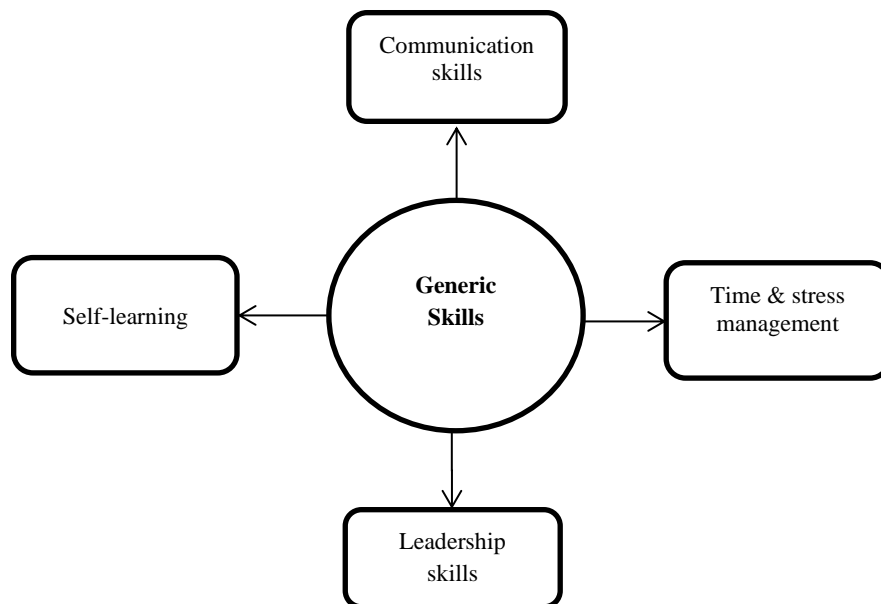 Communication
skills
Generic
Skills
Self-learning
Time & stress
management
Leadership
skills